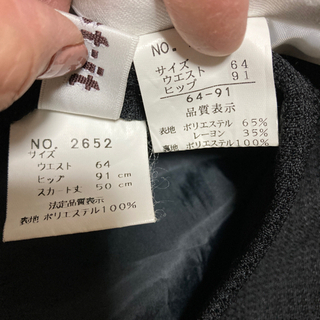 NO. 2652
サイズ
ウエスト 64
ヒップ 91 cm
スカート丈 50 cm
法定品質表示
表地 ポリエステル100%
NO.
サイズ
ウエスト 64
ヒップ 91
64-91
品質表示
表地 ポリエステル 65%
レーヨン 35%
裏地 ポリエステル100%